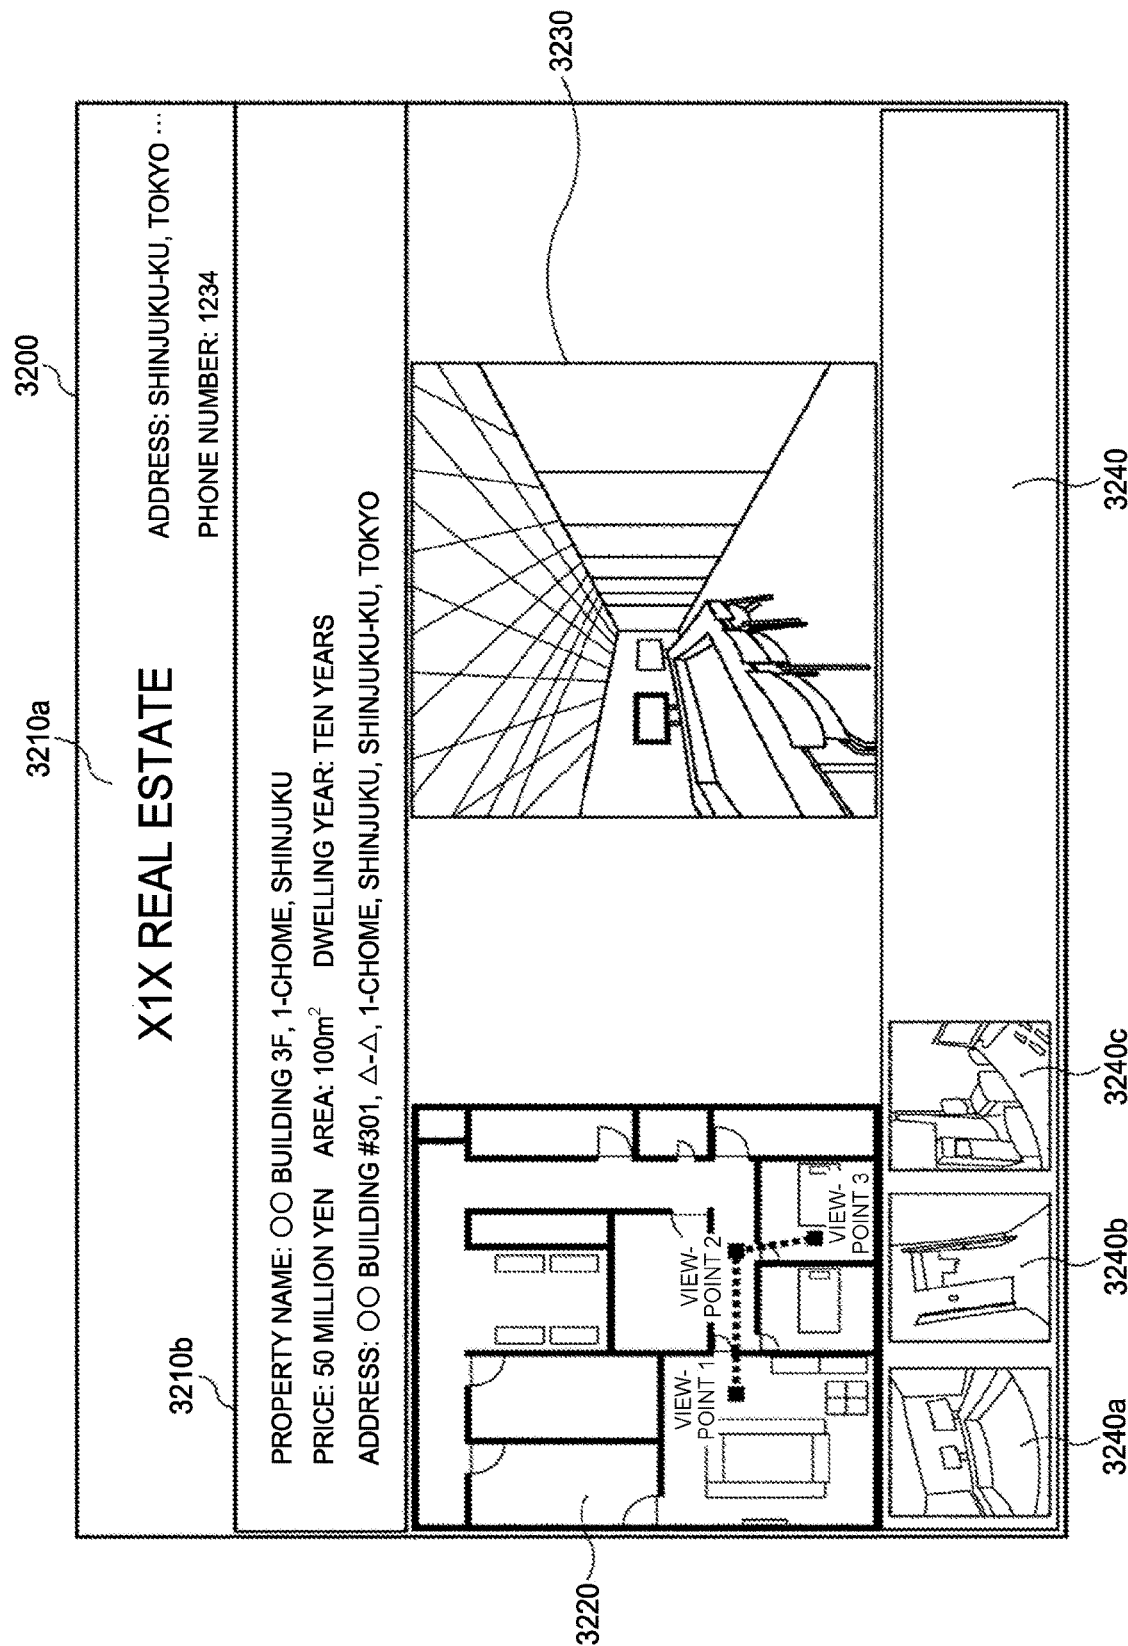 3200
3210a
X1X REAL ESTATE
ADDRESS: SHINJUKU-KU, TOKYO ···
PHONE NUMBER: 1234
3210b
PROPERTY NAME: ○○ BUILDING 3F, 1-CHOME, SHINJUKU
PRICE: 50 MILLION YEN AREA: 100m² DWELLING YEAR: TEN YEARS
ADDRESS: ○○ BUILDING #301, △-△, 1-CHOME, SHINJUKU, SHINJUKU-KU, TOKYO
3220
VIEW-
POINT 1
VIEW-
POINT 2
VIEW-
POINT 3
3230
3240a
3240b
3240c
3240